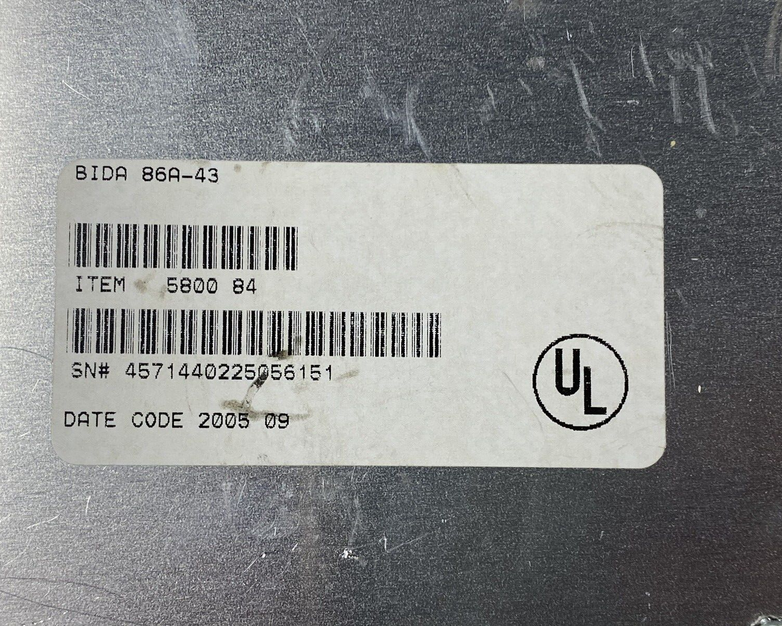 BIDA 86A-43
ITEM 5800 84
SN# 4571440225056151
DATE CODE 2005 09
UL